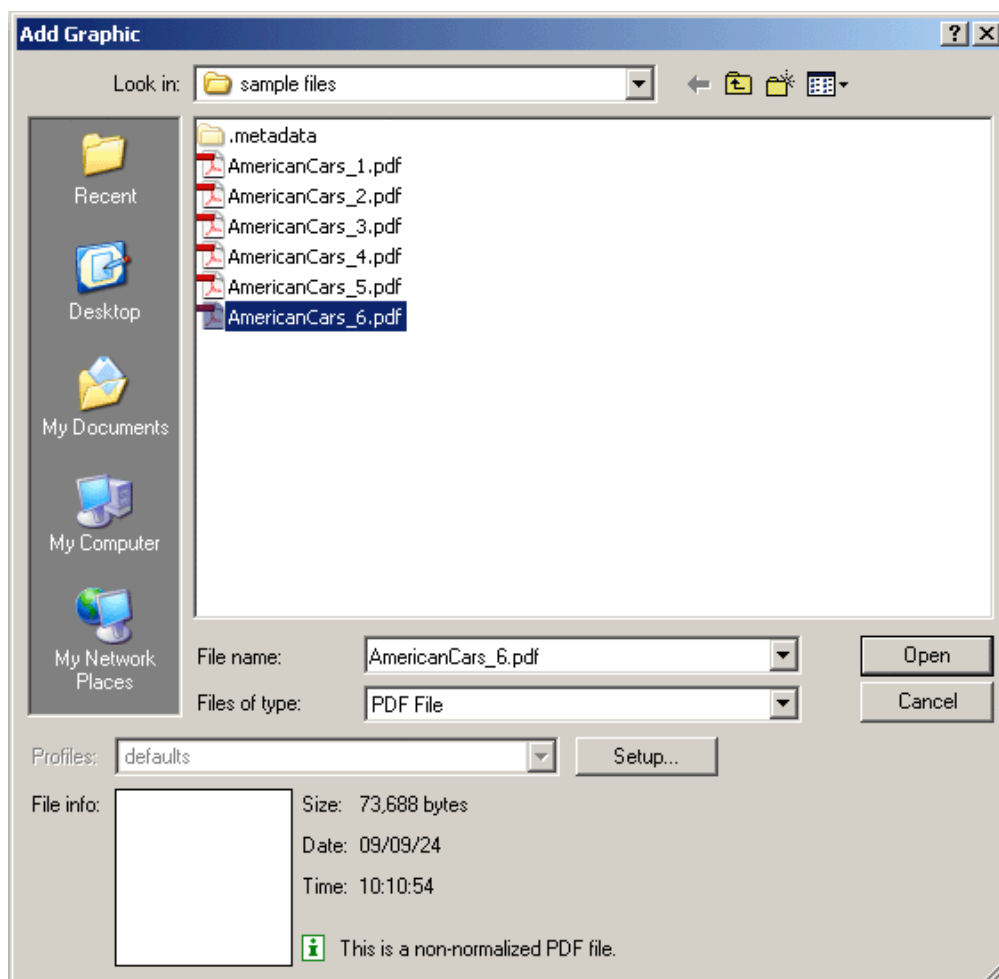 Add Graphic
Look in: sample files
.metadata
AmericanCars_1.pdf
AmericanCars_2.pdf
AmericanCars_3.pdf
AmericanCars_4.pdf
AmericanCars_5.pdf
AmericanCars_6.pdf
Recent
Desktop
My Documents
My Computer
My Network
Places
File name: AmericanCars_6.pdf Open
Files of type: PDF File Cancel
Profiles: defaults Setup...
File info: Size: 73,688 bytes
Date: 09/09/24
Time: 10:10:54
This is a non-normalized PDF file.